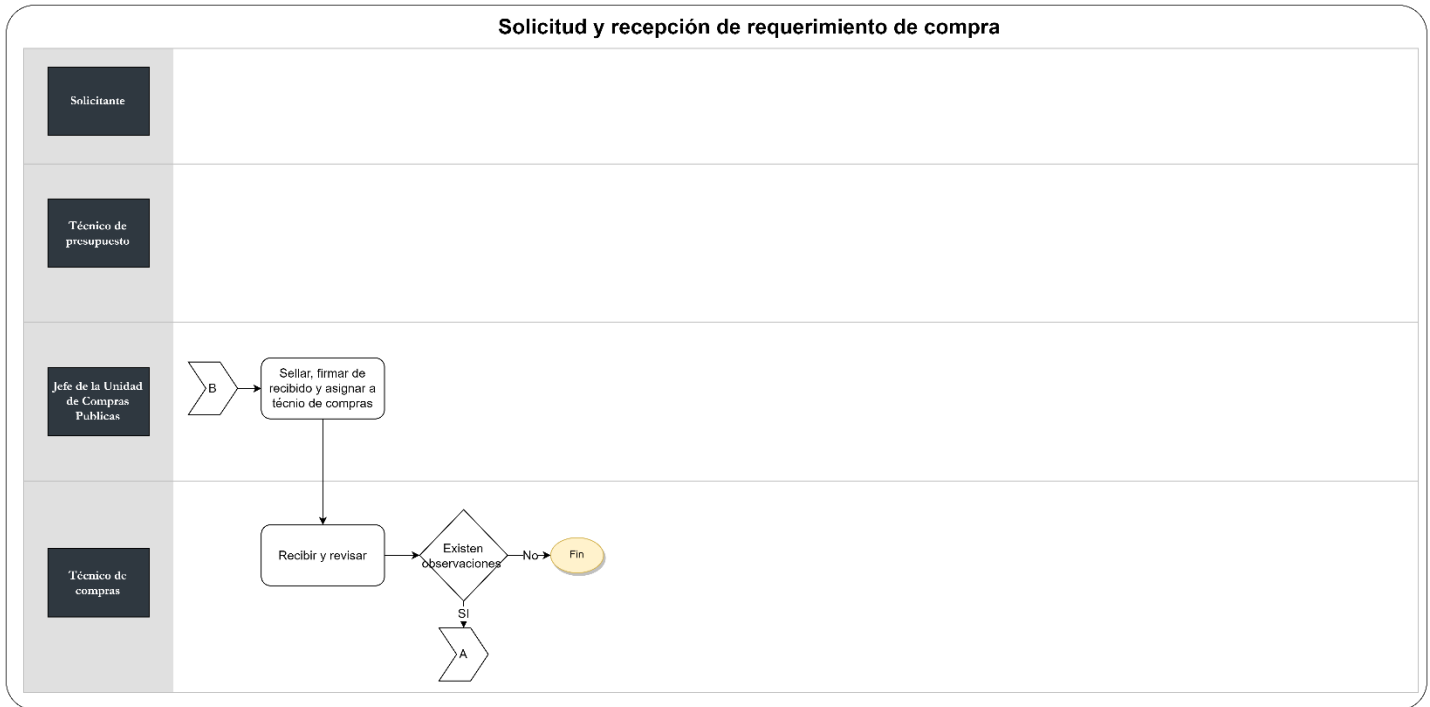 Solicitud y recepción de requerimiento de compra
Solicitante
Técnico de
presupuesto
Jefe de la Unidad
de Compras
Publicas
B
Sellar, firmar de
recibido y asignar a
técnio de compras
Técnico de
compras
Recibir y revisar
Existen
observaciones
No
Fin
SI
A